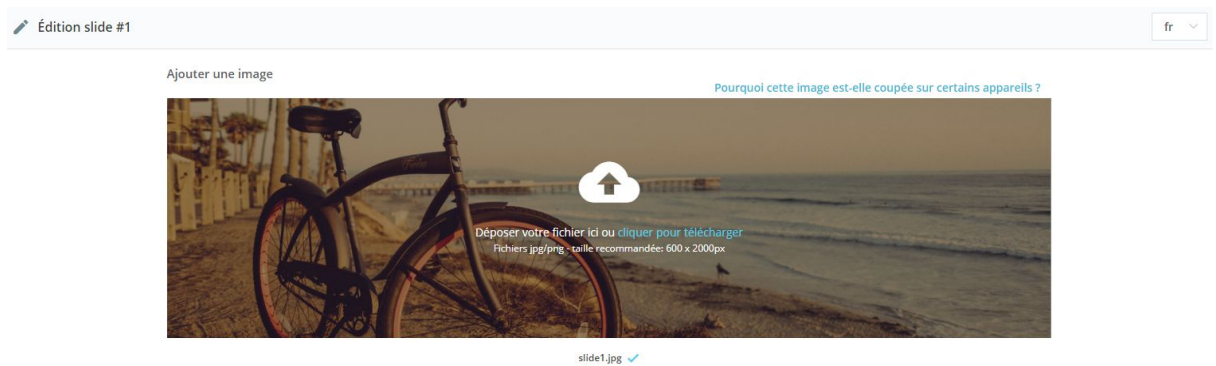 Édition slide #1
fr
Ajouter une image
Pourquoi cette image est-elle coupée sur certains appareils ?
Déposer votre fichier ici ou cliquer pour télécharger
Fichiers jpg/png - taille recommandée: 600 x 2000px
slide1.jpg